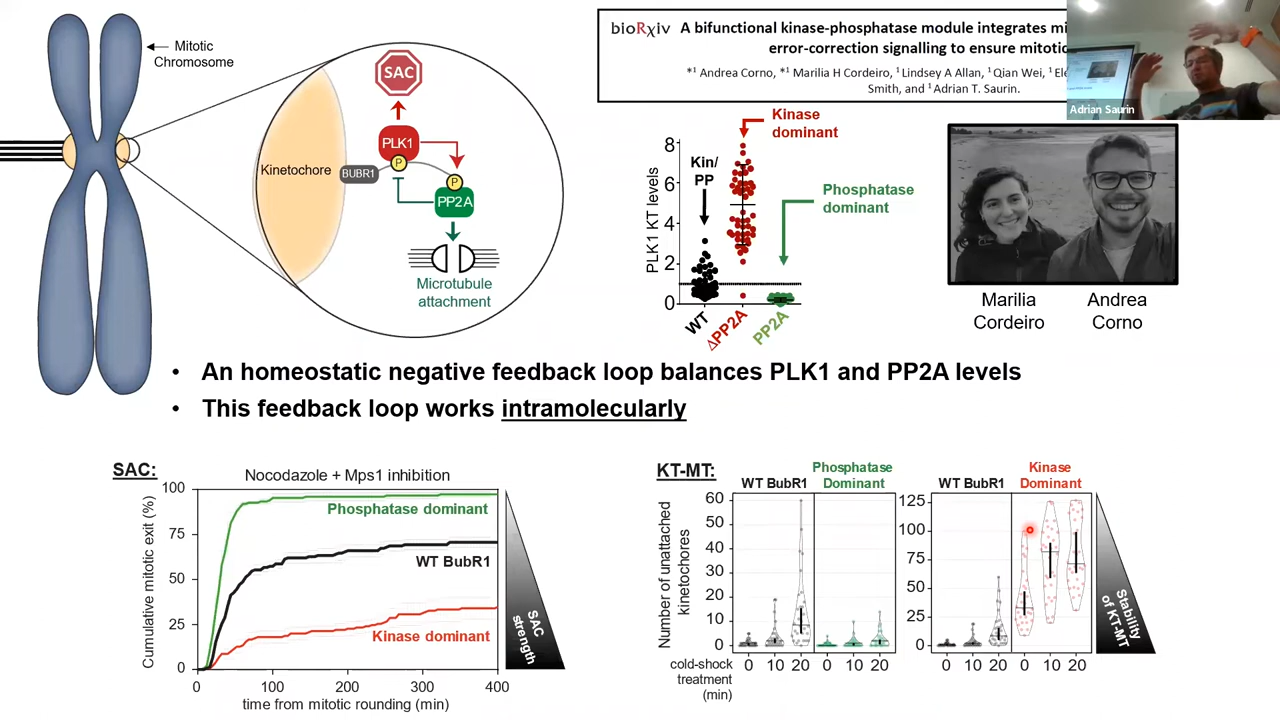 Mitotic
Chromosome
SAC
PLK1
P
Kinetochore
BUBR1
P
PP2A
Microtubule
attachment
bioRχiv
A bifunctional kinase-phosphatase module integrates
error-correction signalling to ensure
*¹ Andrea Corno, *¹ Marilia H Cordeiro, ¹ Lindsey A Allan, ¹ Qian Wei,
Smith, and ¹ Adrian T. Saurin.
Adrian Saurin
Kinase
dominant
Kin/
PP
Phosphatase
dominant
PLK1 KT levels
8
6
4
2
0
WT
ΔPP2A
PP2A
Marilia
Cordeiro
Andrea
Corno
• An homeostatic negative feedback loop balances PLK1 and PP2A levels
• This feedback loop works intramolecularly
SAC:
Nocodazole + Mps1 inhibition
Cumulative mitotic exit (%)
100
75
50
25
0
Phosphatase dominant
WT BubR1
Kinase dominant
0 100 200 300 400
time from mitotic rounding (min)
SAC
strength
KT-MT:
WT BubR1
Phosphatase
Dominant
WT BubR1
Kinase
Dominant
Number of unattached
kinetochores
60
50
40
30
20
10
0
125
100
75
50
25
0
cold-shock
treatment
(min)
0 10 20 0 10 20 0 10 20 0 10 20
Stability
of KT-MT